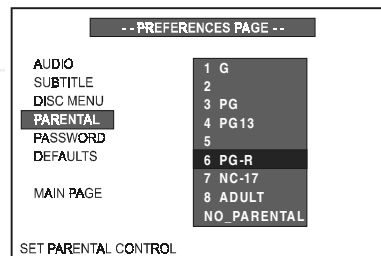 - - PREFERENCES PAGE - -
AUDIO
SUBTITLE
DISC MENU
PARENTAL
PASSWORD
DEFAULTS
MAIN PAGE
1 G
2
3 PG
4 PG13
5
6 PG-R
7 NC-17
8 ADULT
NO_PARENTAL
SET PARENTAL CONTROL